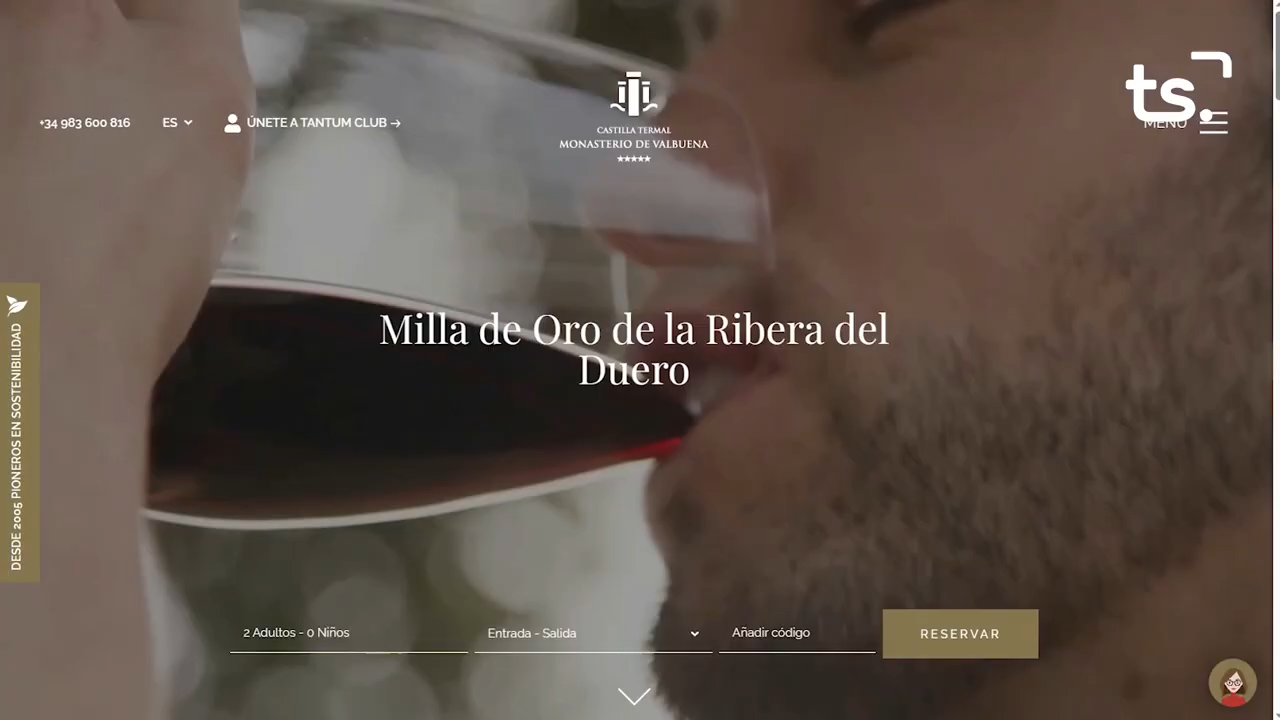 ts.
+34 983 600 816
ES
ÚNETE A TANTUM CLUB →
CASTILLA TERMAL
MONASTERIO DE VALBUENA
★★★★★
MENÚ
Milla de Oro de la Ribera del
Duero
DESDE 2005 PIONEROS EN SOSTENIBILIDAD
2 Adultos - 0 Niños
Entrada - Salida
Añadir código
RESERVAR